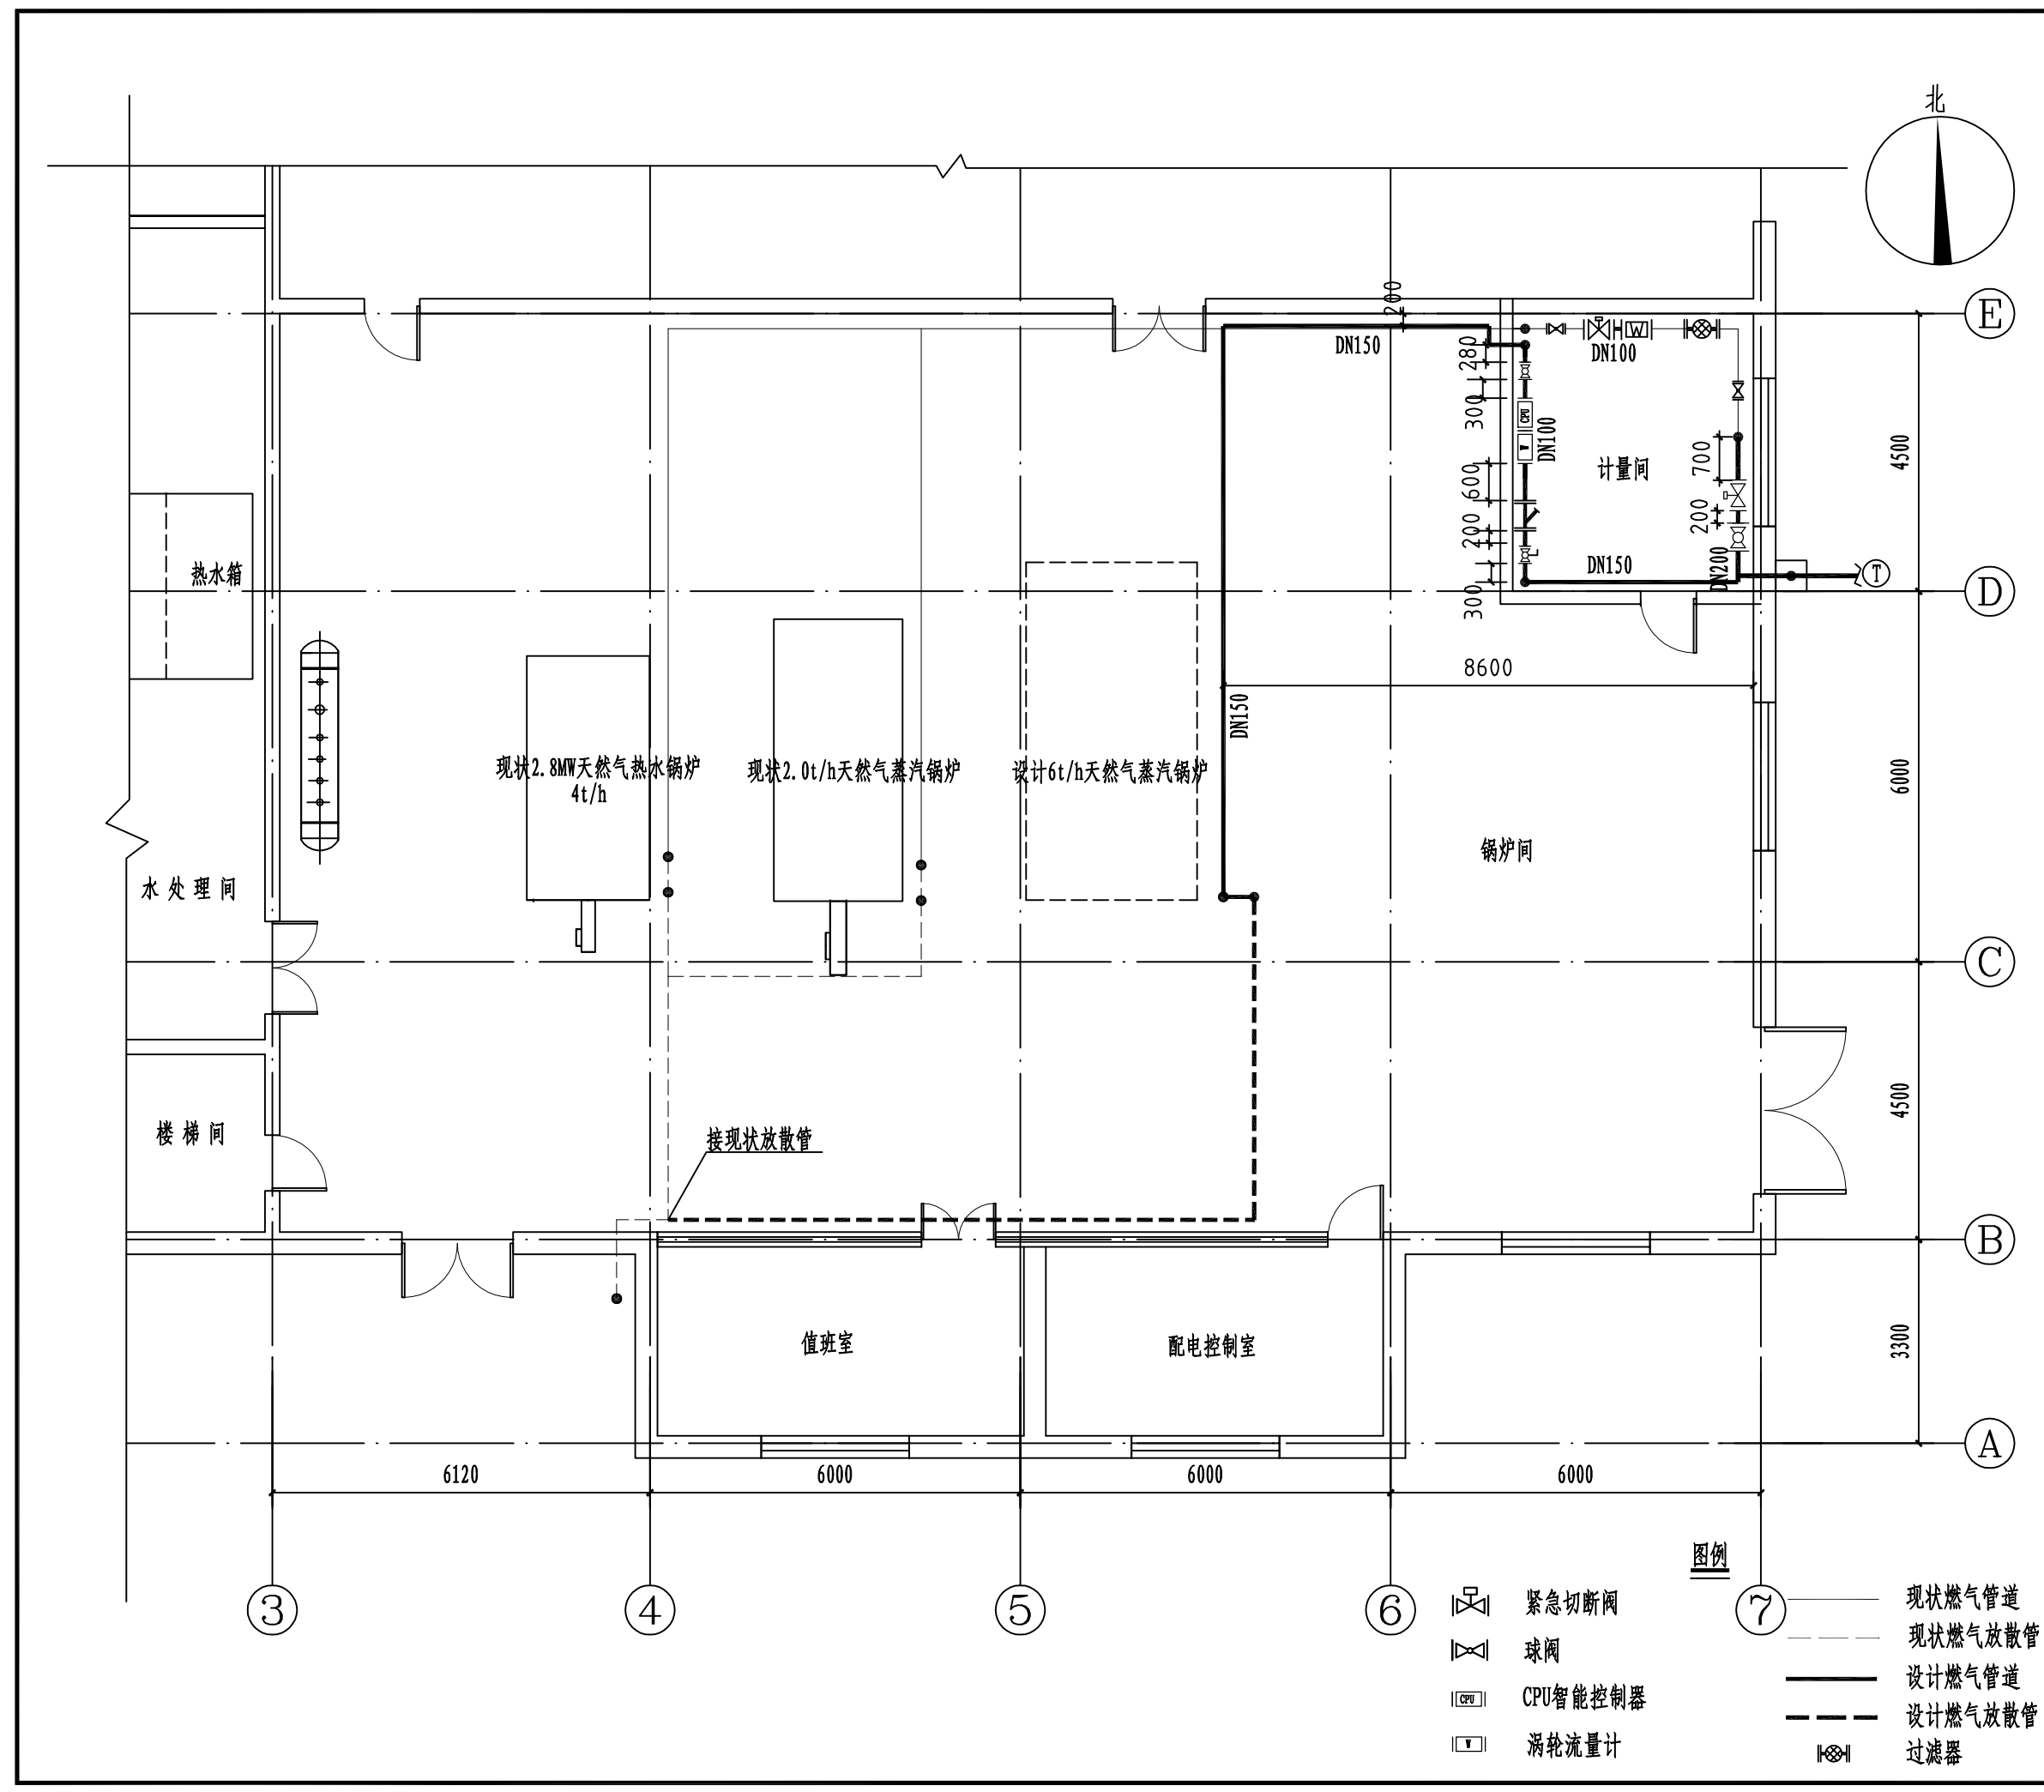 北
E
200
DN150
DN100
280
300
CPU
W
DN100
计量间
700
600
200
200
DN150
DN200
300
T
4500
D
热水箱
8600
DN150
现状2.8MW天然气热水锅炉
4t/h
现状2.0t/h天然气蒸汽锅炉
设计6t/h天然气蒸汽锅炉
6000
锅炉间
水处理间
C
楼梯间
接现状放散管
4500
B
值班室
配电控制室
3300
A
6120
6000
6000
6000
3
4
5
6
7
图例
紧急切断阀
球阀
CPU
CPU智能控制器
W
涡轮流量计
现状燃气管道
现状燃气放散管
设计燃气管道
设计燃气放散管
过滤器